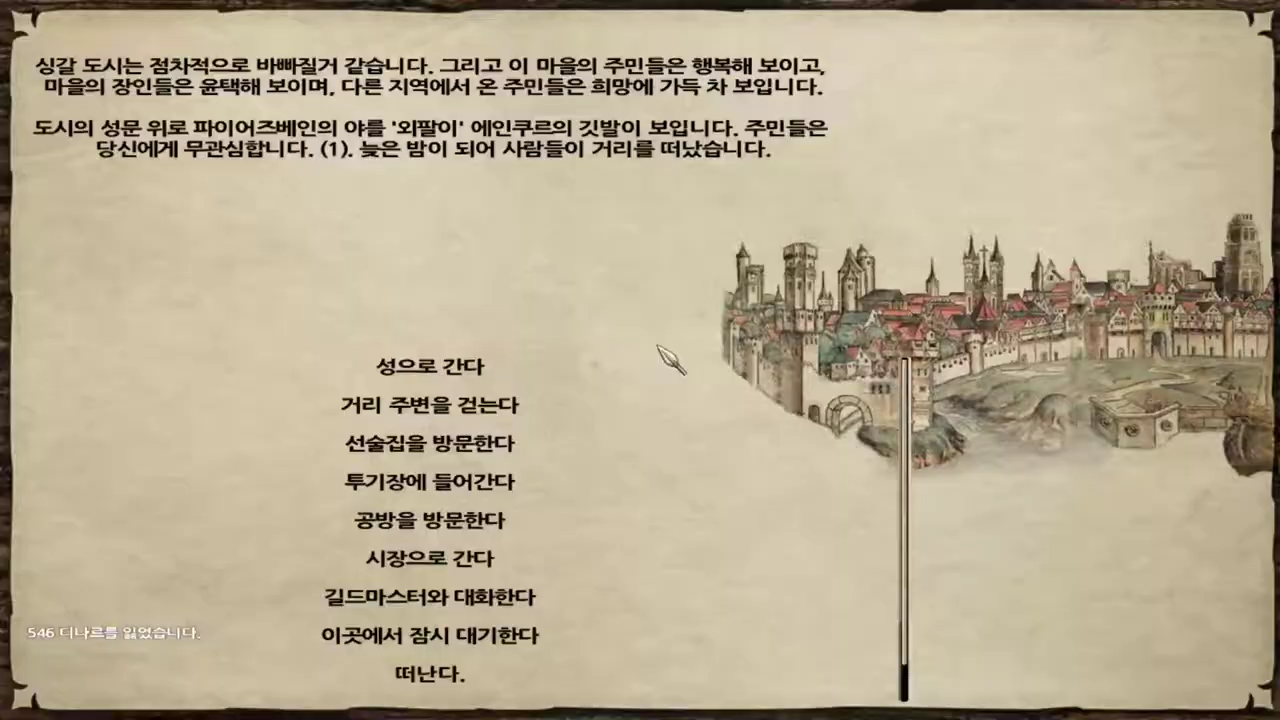 싱갈 도시는 점차적으로 바빠질거 같습니다. 그리고 이 마을의 주민들은 행복해 보이고,
마을의 장인들은 윤택해 보이며, 다른 지역에서 온 주민들은 희망에 가득 차 보입니다.
도시의 성문 위로 파이어즈베인의 야를 '외팔이' 에인쿠르의 깃발이 보입니다. 주민들은
당신에게 무관심합니다. (1). 늦은 밤이 되어 사람들이 거리를 떠났습니다.
성으로 간다
거리 주변을 걷는다
선술집을 방문한다
투기장에 들어간다
공방을 방문한다
시장으로 간다
길드마스터와 대화한다
546 디나르를 잃었습니다.
이곳에서 잠시 대기한다
떠난다.